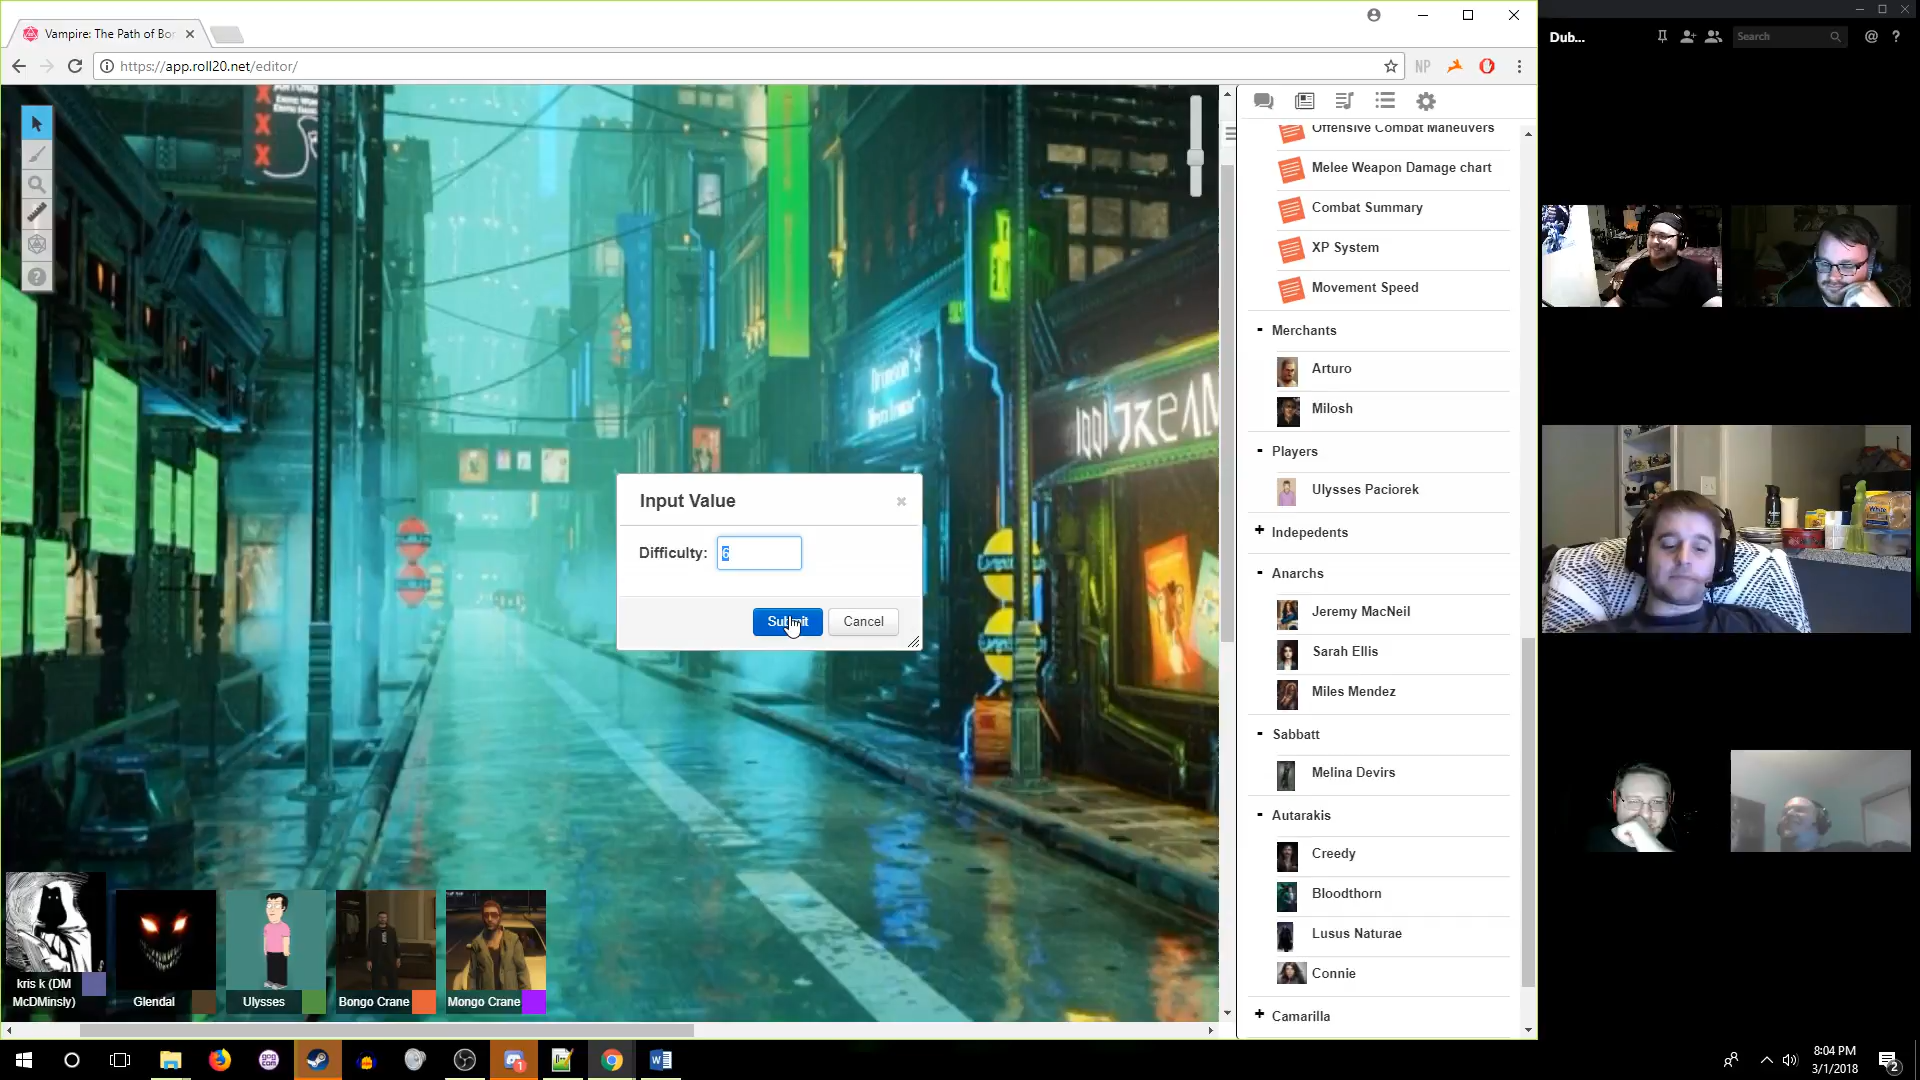 Vampire: The Path of Bo
https://app.roll20.net/editor/
NP
Dub...
Search
Offensive Combat Maneuvers
Melee Weapon Damage chart
Combat Summary
XP System
Movement Speed
Merchants
Arturo
Milosh
Players
Ulysses Paciorek
Indepedents
Anarchs
Jeremy MacNeil
Sarah Ellis
Miles Mendez
Sabbatt
Melina Devirs
Autarakis
Creedy
Bloodthorn
Lusus Naturae
Connie
Camarilla
Input Value
Difficulty: 6
Submit
Cancel
kris k (DM
McDMinsly)
Glendal
Ulysses
Bongo Crane
Mongo Crane
8:04 PM
3/1/2018